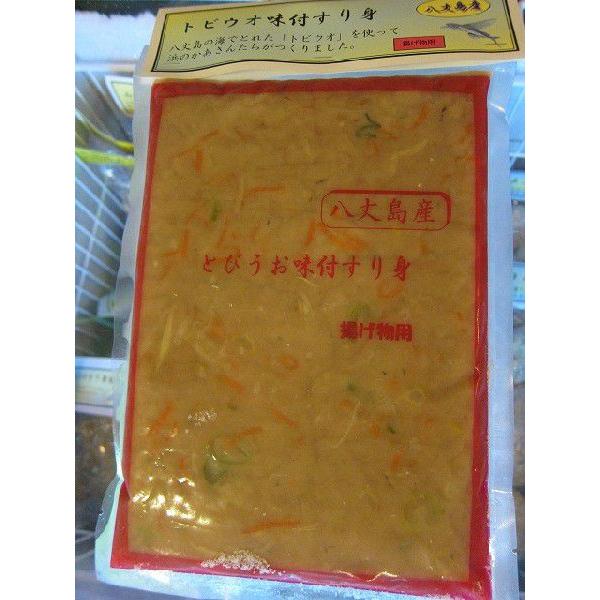 トビウオ味付すり身
八丈島産
八丈島の海でとれた「トビウオ」を使って
浜のかあさんたちがつくりました。
揚げ物用
八丈島産
とびうお味付すり身
揚げ物用